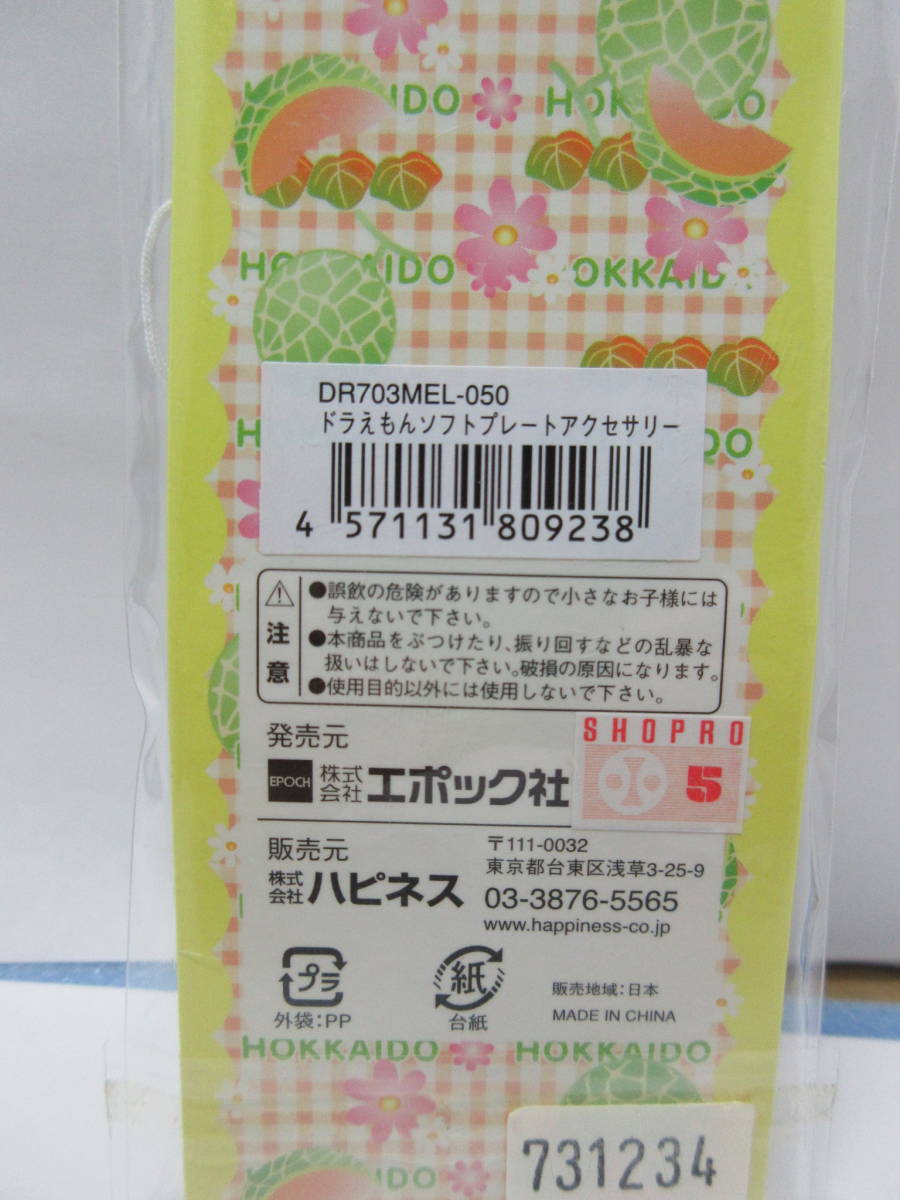 HOKKAIDO HOKKAIDO
HOKKAIDO HOKKAIDO
DR703MEL-050
ドラえもんソフトプレートアクセサリー
4 571131 809238
注意
●誤飲の危険がありますので小さなお子様には
与えないで下さい。
●本商品をぶつけたり、振り回すなどの乱暴な
扱いはしないで下さい。破損の原因になります。
●使用目的以外には使用しないで下さい。
発売元
EPOCH 株式会社 エポック社
SHOPRO
5
販売元
株式会社 ハピネス
〒111-0032
東京都台東区浅草3-25-9
03-3876-5565
www.happiness-co.jp
プラ
外袋:PP
紙
台紙
販売地域:日本
MADE IN CHINA
HOKKAIDO HOKKAIDO
731234